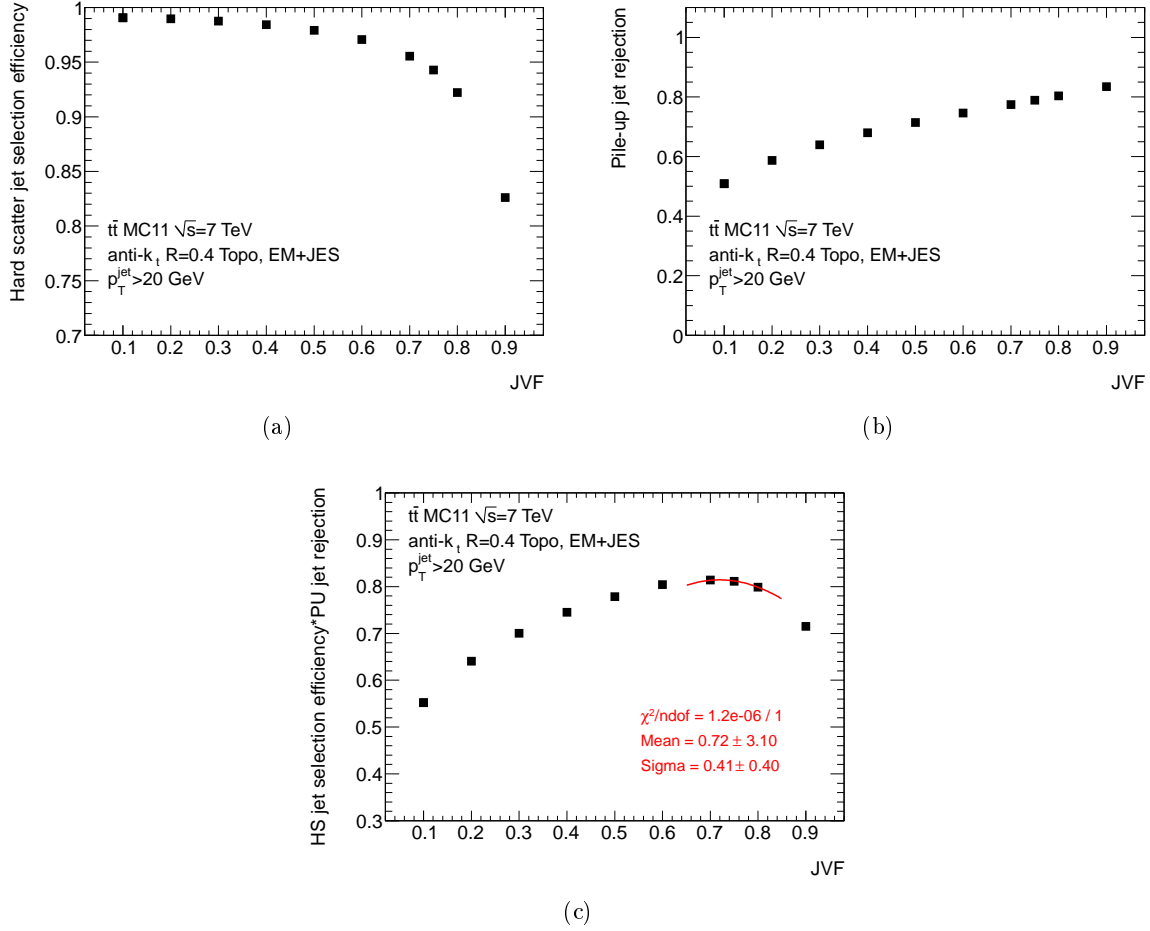 Hard scatter jet selection efficiency
1
0.95
0.9
0.85
0.8
0.75
0.7
tt̄ MC11 √s=7 TeV
anti-k_t R=0.4 Topo, EM+JES
p_T^jet>20 GeV
0.1 0.2 0.3 0.4 0.5 0.6 0.7 0.8 0.9
JVF
(a)
Pile-up jet rejection
1
0.8
0.6
0.4
0.2
0
tt̄ MC11 √s=7 TeV
anti-k_t R=0.4 Topo, EM+JES
p_T^jet>20 GeV
0.1 0.2 0.3 0.4 0.5 0.6 0.7 0.8 0.9
JVF
(b)
HS jet selection efficiency*PU jet rejection
1
0.9
0.8
0.7
0.6
0.5
0.4
0.3
tt̄ MC11 √s=7 TeV
anti-k_t R=0.4 Topo, EM+JES
p_T^jet>20 GeV
χ²/ndof = 1.2e-06 / 1
Mean = 0.72 ± 3.10
Sigma = 0.41 ± 0.40
0.1 0.2 0.3 0.4 0.5 0.6 0.7 0.8 0.9
JVF
(c)